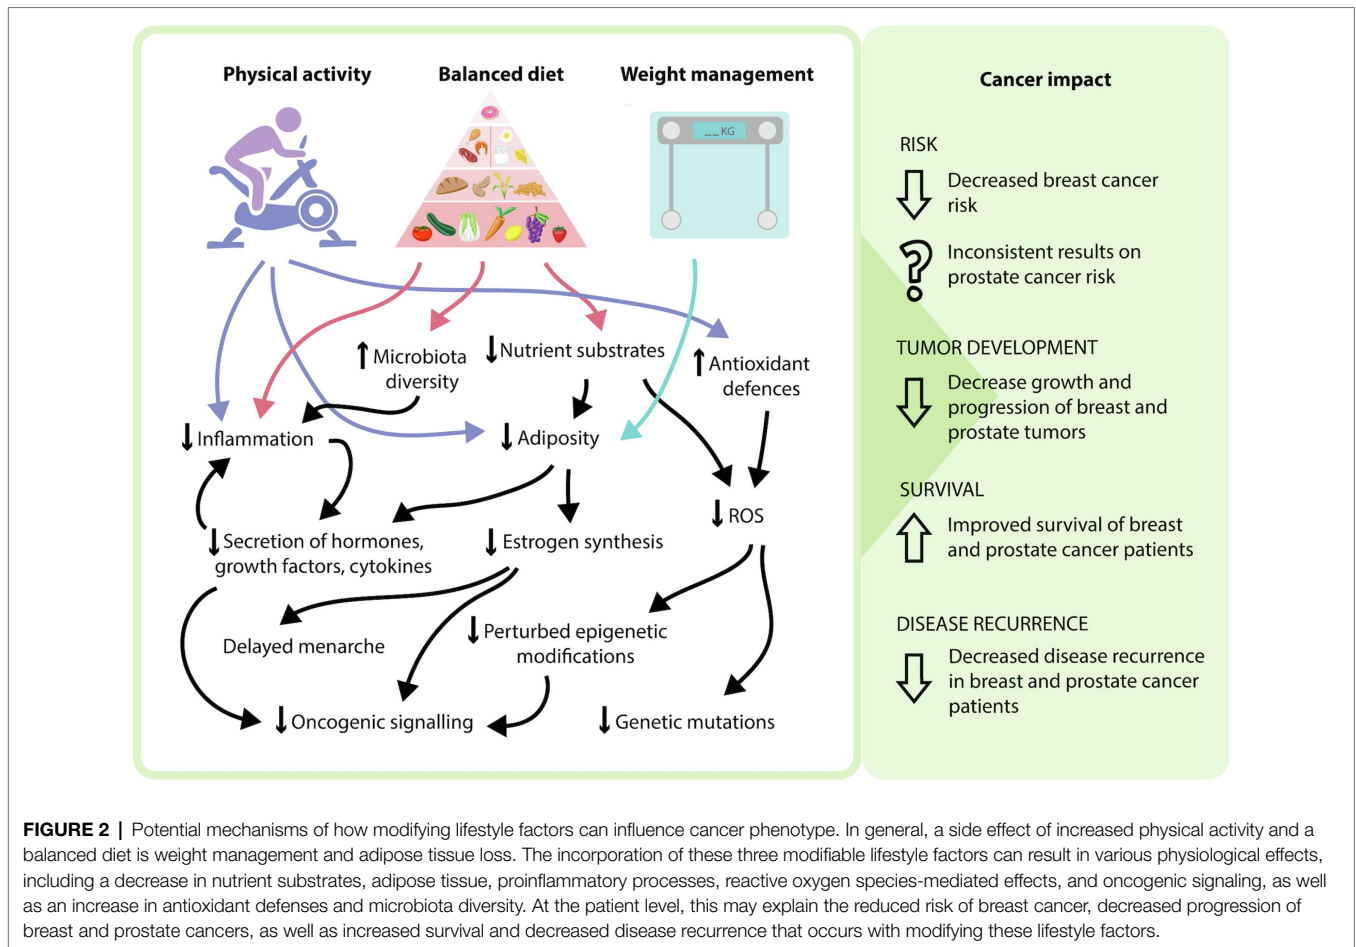 Physical activity
Balanced diet
Weight management
__KG
↑ Microbiota
diversity
↓ Nutrient substrates
↑ Antioxidant
defences
↓ Inflammation
↓ Adiposity
↓ ROS
↓ Secretion of hormones,
growth factors, cytokines
↓ Estrogen synthesis
Delayed menarche
↓ Perturbed epigenetic
modifications
↓ Oncogenic signalling
↓ Genetic mutations
Cancer impact
RISK
Decreased breast cancer
risk
?
Inconsistent results on
prostate cancer risk
TUMOR DEVELOPMENT
Decrease growth and
progression of breast and
prostate tumors
SURVIVAL
Improved survival of breast
and prostate cancer patients
DISEASE RECURRENCE
Decreased disease recurrence
in breast and prostate cancer
patients
FIGURE 2 | Potential mechanisms of how modifying lifestyle factors can influence cancer phenotype. In general, a side effect of increased physical activity and a
balanced diet is weight management and adipose tissue loss. The incorporation of these three modifiable lifestyle factors can result in various physiological effects,
including a decrease in nutrient substrates, adipose tissue, proinflammatory processes, reactive oxygen species-mediated effects, and oncogenic signaling, as well
as an increase in antioxidant defenses and microbiota diversity. At the patient level, this may explain the reduced risk of breast cancer, decreased progression of
breast and prostate cancers, as well as increased survival and decreased disease recurrence that occurs with modifying these lifestyle factors.